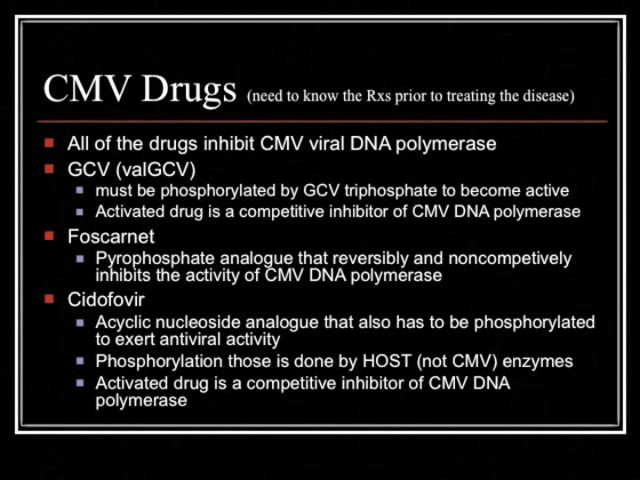 CMV Drugs (need to know the Rxs prior to treating the disease)
All of the drugs inhibit CMV viral DNA polymerase
GCV (valGCV)
must be phosphorylated by GCV triphosphate to become active
Activated drug is a competitive inhibitor of CMV DNA polymerase
Foscarnet
Pyrophosphate analogue that reversibly and noncompetively
inhibits the activity of CMV DNA polymerase
Cidofovir
Acyclic nucleoside analogue that also has to be phosphorylated
to exert antiviral activity
Phosphorylation those is done by HOST (not CMV) enzymes
Activated drug is a competitive inhibitor of CMV DNA
polymerase